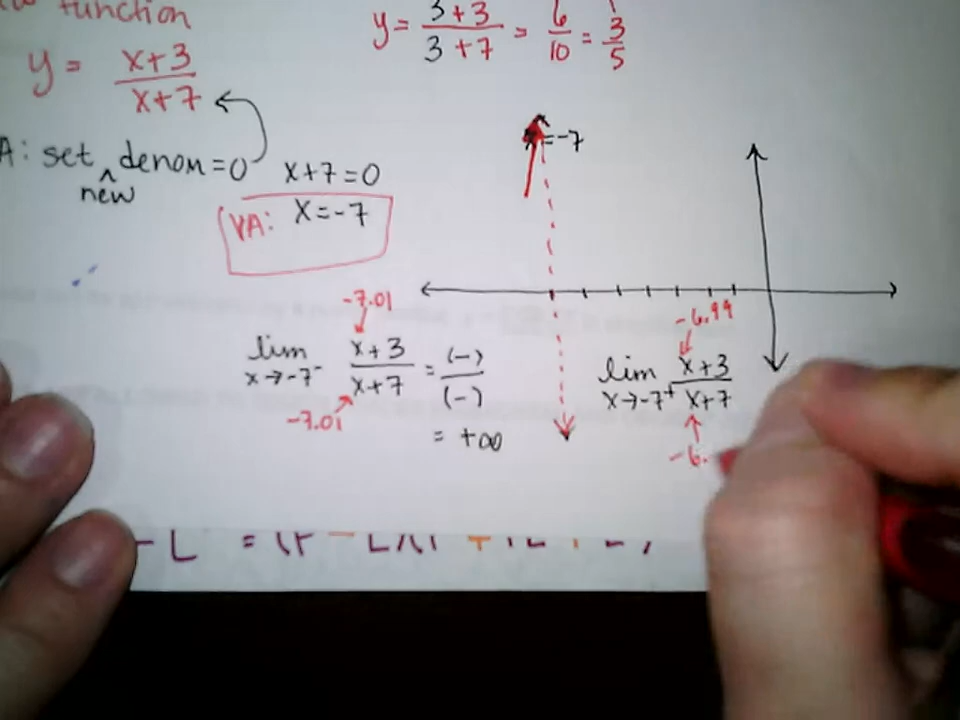 function
y = (x+3)/(x+7)
y = (3+3)/(3+7) = 6/10 = 3/5
A: set new denom=0
x+7=0
VA: x=-7
=-7
-7.01
lim x→-7⁻ (x+3)/(x+7) = (-)/(-)
-7.01
= +∞
-6.99
lim x→-7⁺ (x+3)/(x+7)
-6.